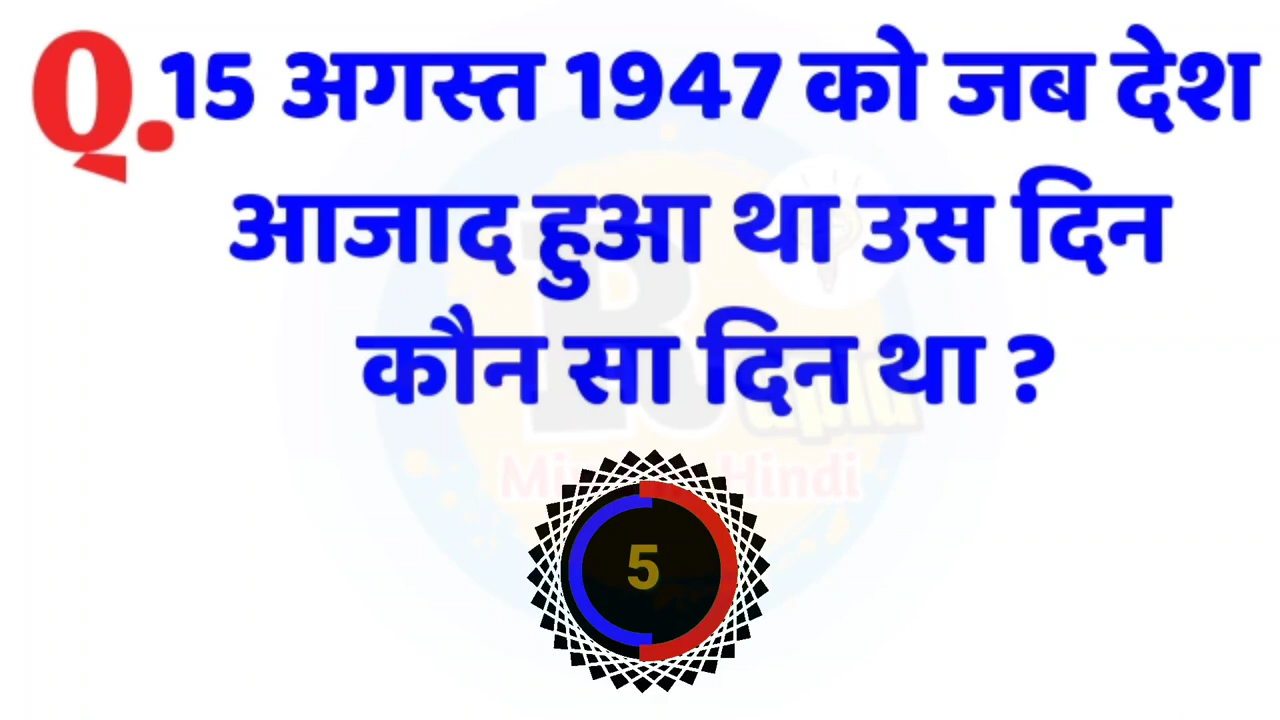 Q.15 अगस्त 1947 को जब देश
आजाद हुआ था उस दिन
कौन सा दिन था ?
5